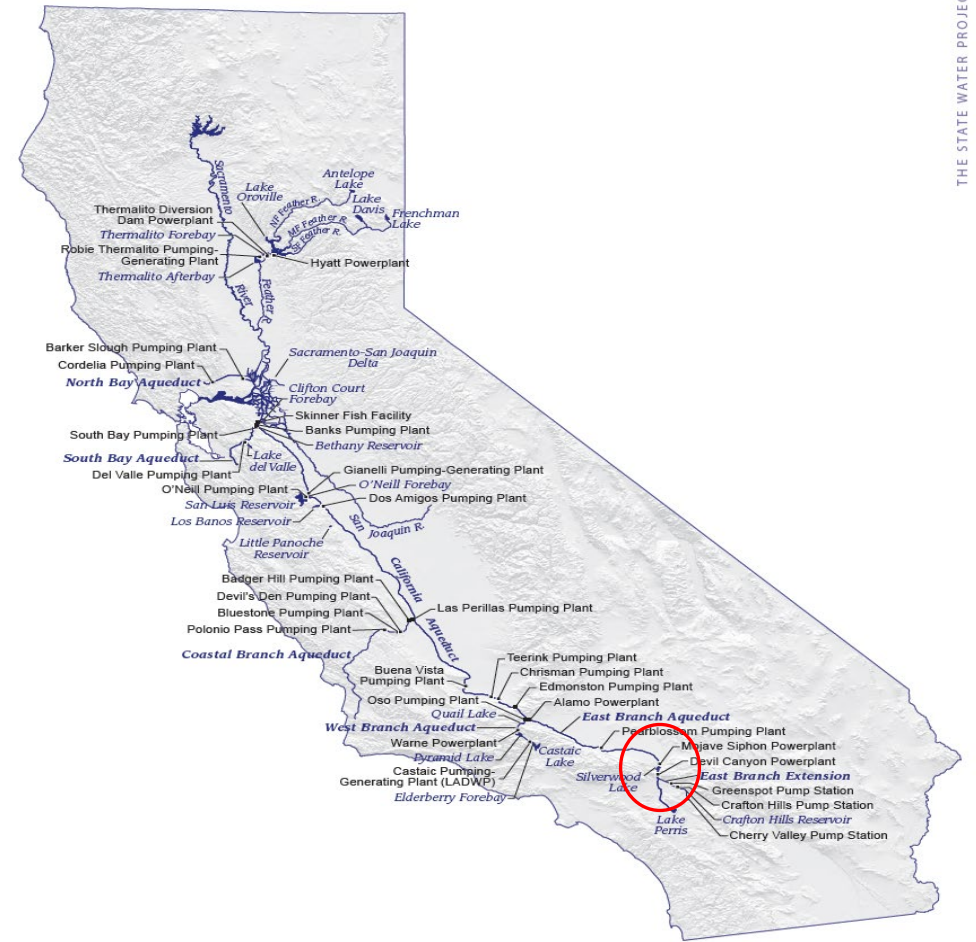 THE STATE WATER PROJEC
Sacramento
River
Lake
Oroville
Antelope
Lake
Lake
Davis
Frenchman
Lake
NF Feather R.
MF Feather R.
SF Feather R.
Thermalito Diversion
Dam Powerplant
Thermalito Forebay
Robie Thermalito Pumping-
Generating Plant
Thermalito Afterbay
Hyatt Powerplant
Feather R.
Barker Slough Pumping Plant
Cordelia Pumping Plant
North Bay Aqueduct
Sacramento-San Joaquin
Delta
Clifton Court
Forebay
Skinner Fish Facility
Banks Pumping Plant
Bethany Reservoir
South Bay Pumping Plant
South Bay Aqueduct
Lake
del Valle
Del Valle Pumping Plant
Gianelli Pumping-Generating Plant
O'Neill Forebay
O'Neill Pumping Plant
Dos Amigos Pumping Plant
San Luis Reservoir
Los Banos Reservoir
San
Joaquin R.
Little Panoche
Reservoir
California
Aqueduct
Badger Hill Pumping Plant
Devil's Den Pumping Plant
Bluestone Pumping Plant
Polonio Pass Pumping Plant
Las Perillas Pumping Plant
Coastal Branch Aqueduct
Buena Vista
Pumping Plant
Teerink Pumping Plant
Chrisman Pumping Plant
Edmonston Pumping Plant
Oso Pumping Plant
Alamo Powerplant
Quail Lake
East Branch Aqueduct
West Branch Aqueduct
Pearblossom Pumping Plant
Warne Powerplant
Mojave Siphon Powerplant
Pyramid Lake
Castaic
Lake
Devil Canyon Powerplant
Castaic Pumping-
Generating Plant (LADWP)
Silverwood
Lake
East Branch Extension
Elderberry Forebay
Greenspot Pump Station
Crafton Hills Pump Station
Lake
Perris
Crafton Hills Reservoir
Cherry Valley Pump Station